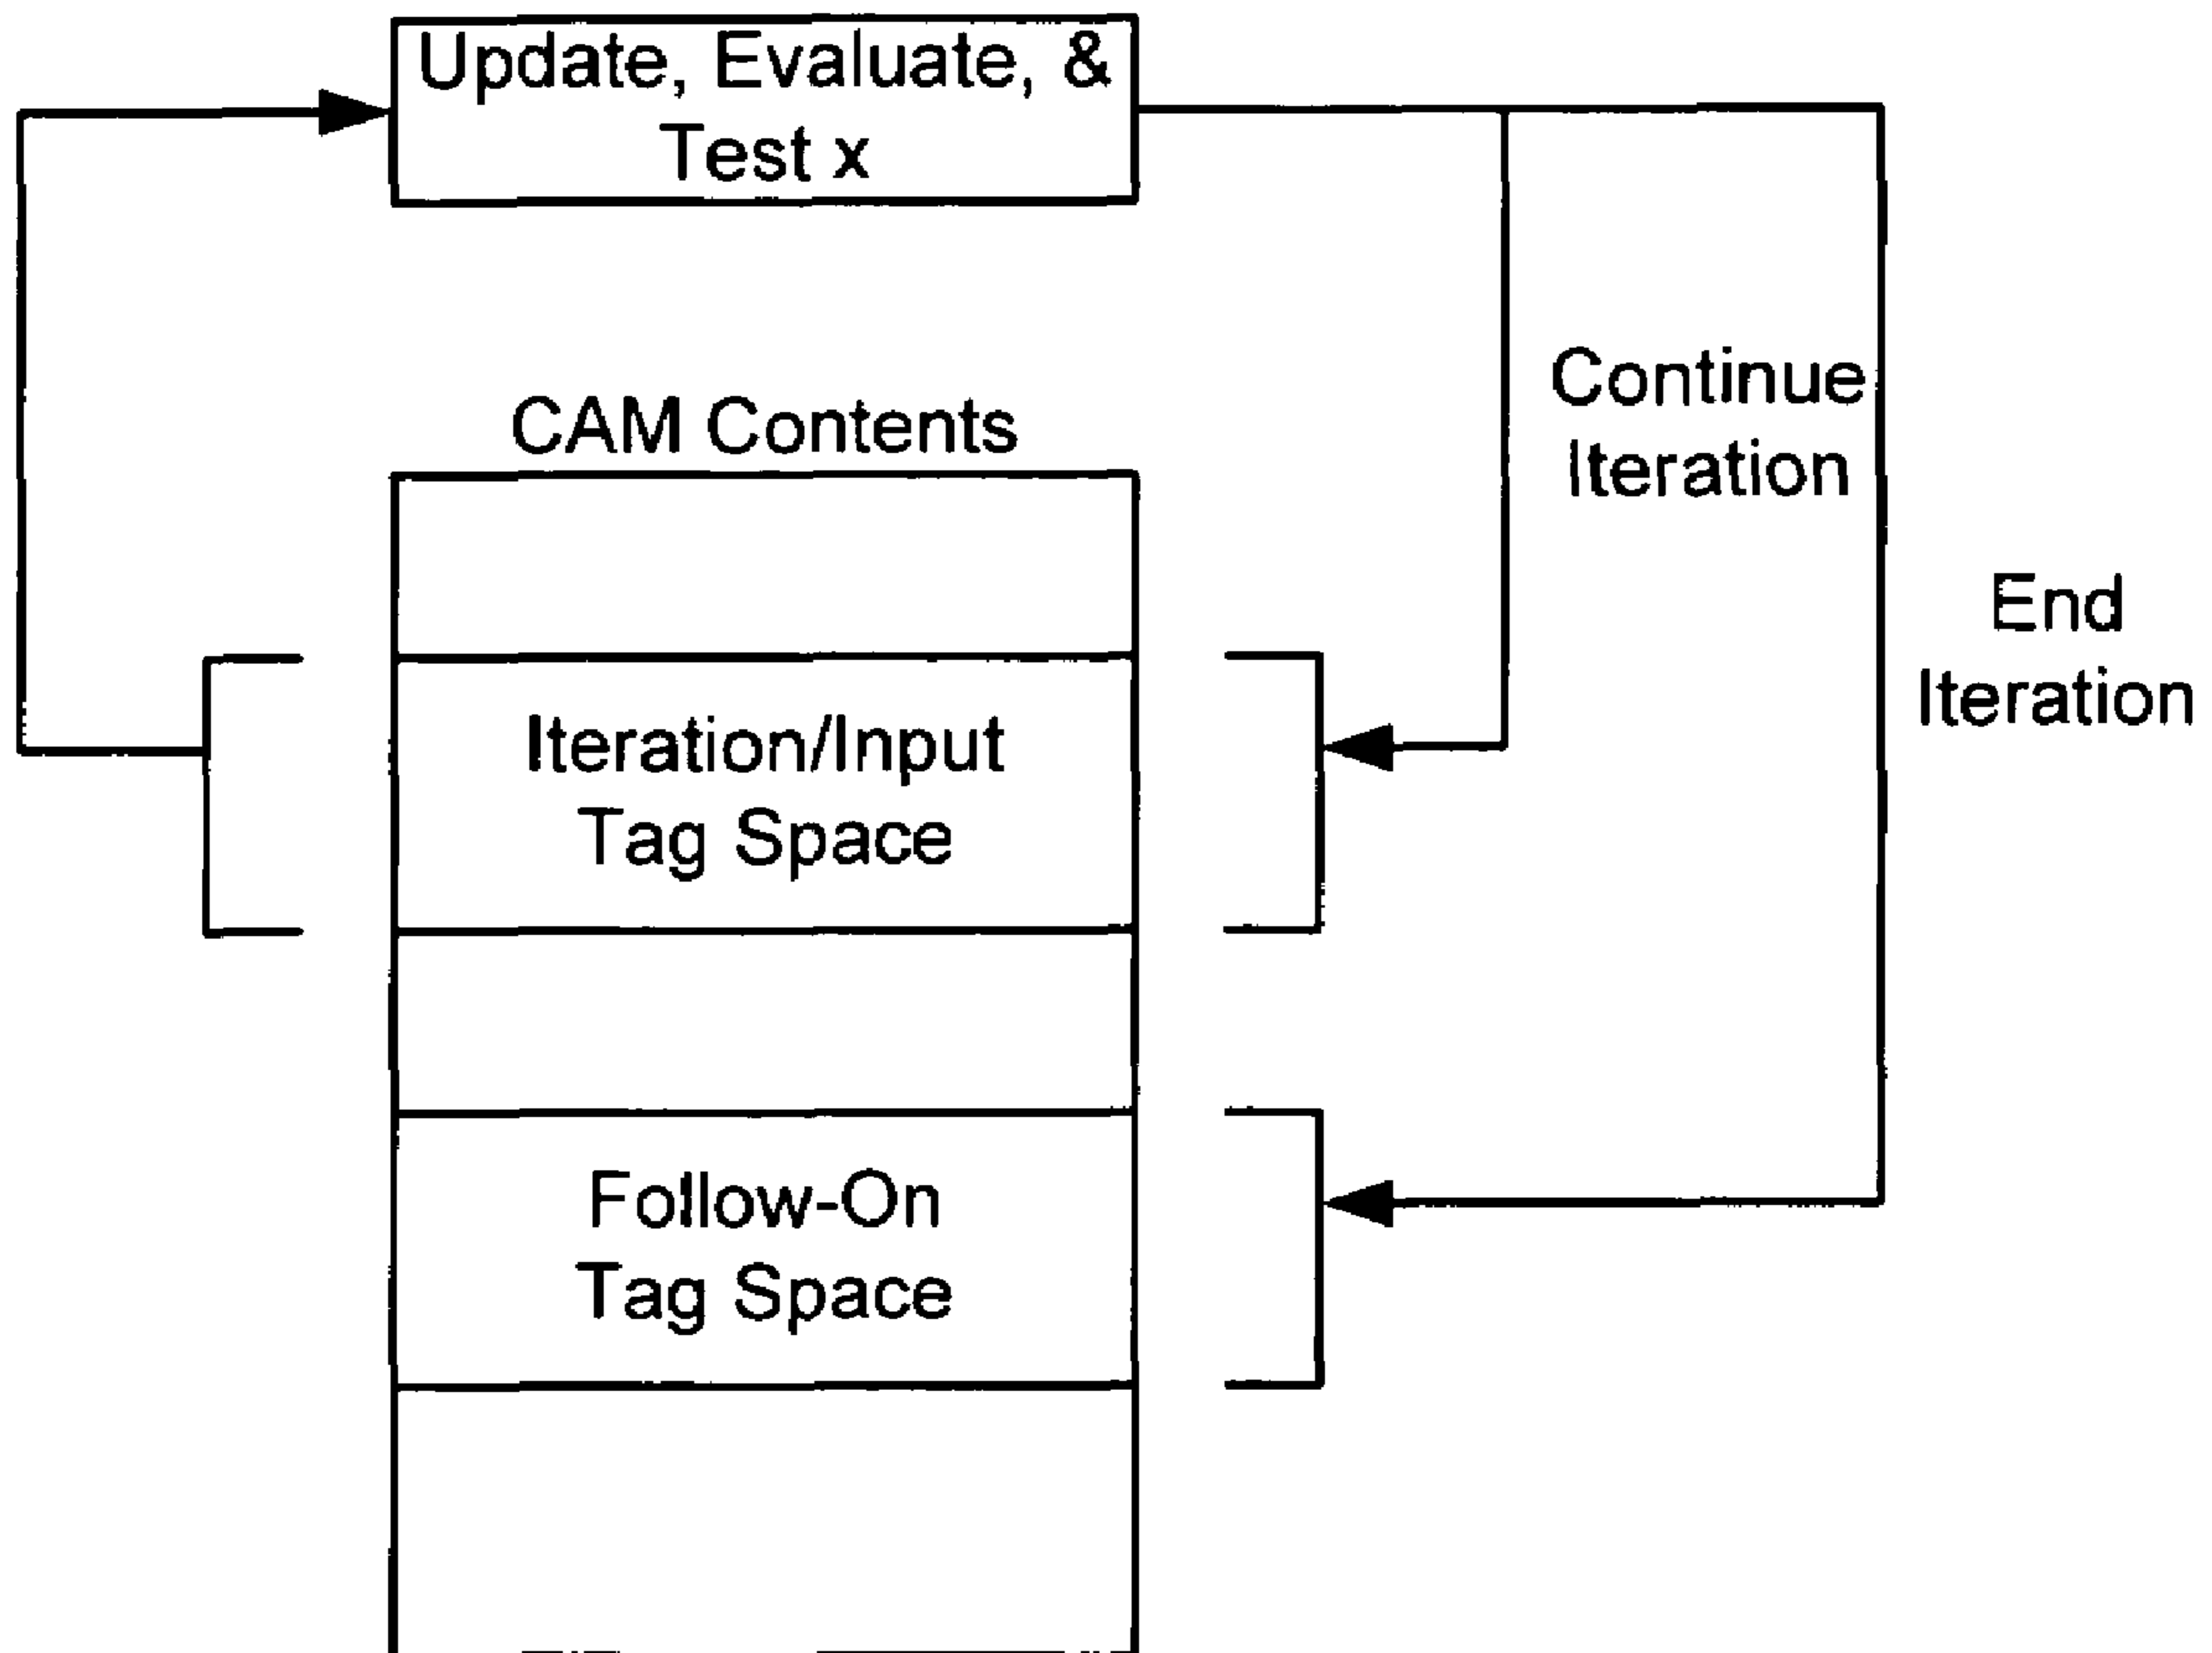 Update, Evaluate, &
Test x
CAM Contents
Continue
Iteration
End
Iteration
Iteration/Input
Tag Space
Follow-On
Tag Space